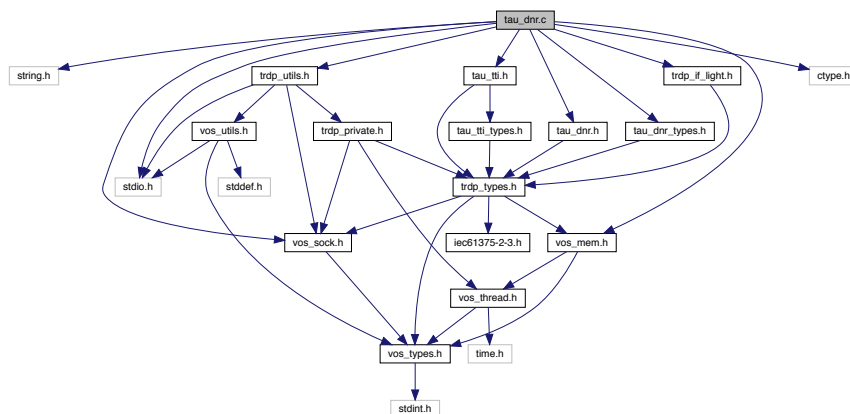 tau_dnr.c
string.h
trdp_utils.h
tau_tti.h
trdp_if_light.h
ctype.h
vos_utils.h
trdp_private.h
tau_tti_types.h
tau_dnr.h
tau_dnr_types.h
stdio.h
stddef.h
trdp_types.h
vos_sock.h
iec61375-2-3.h
vos_mem.h
vos_thread.h
vos_types.h
time.h
stdint.h